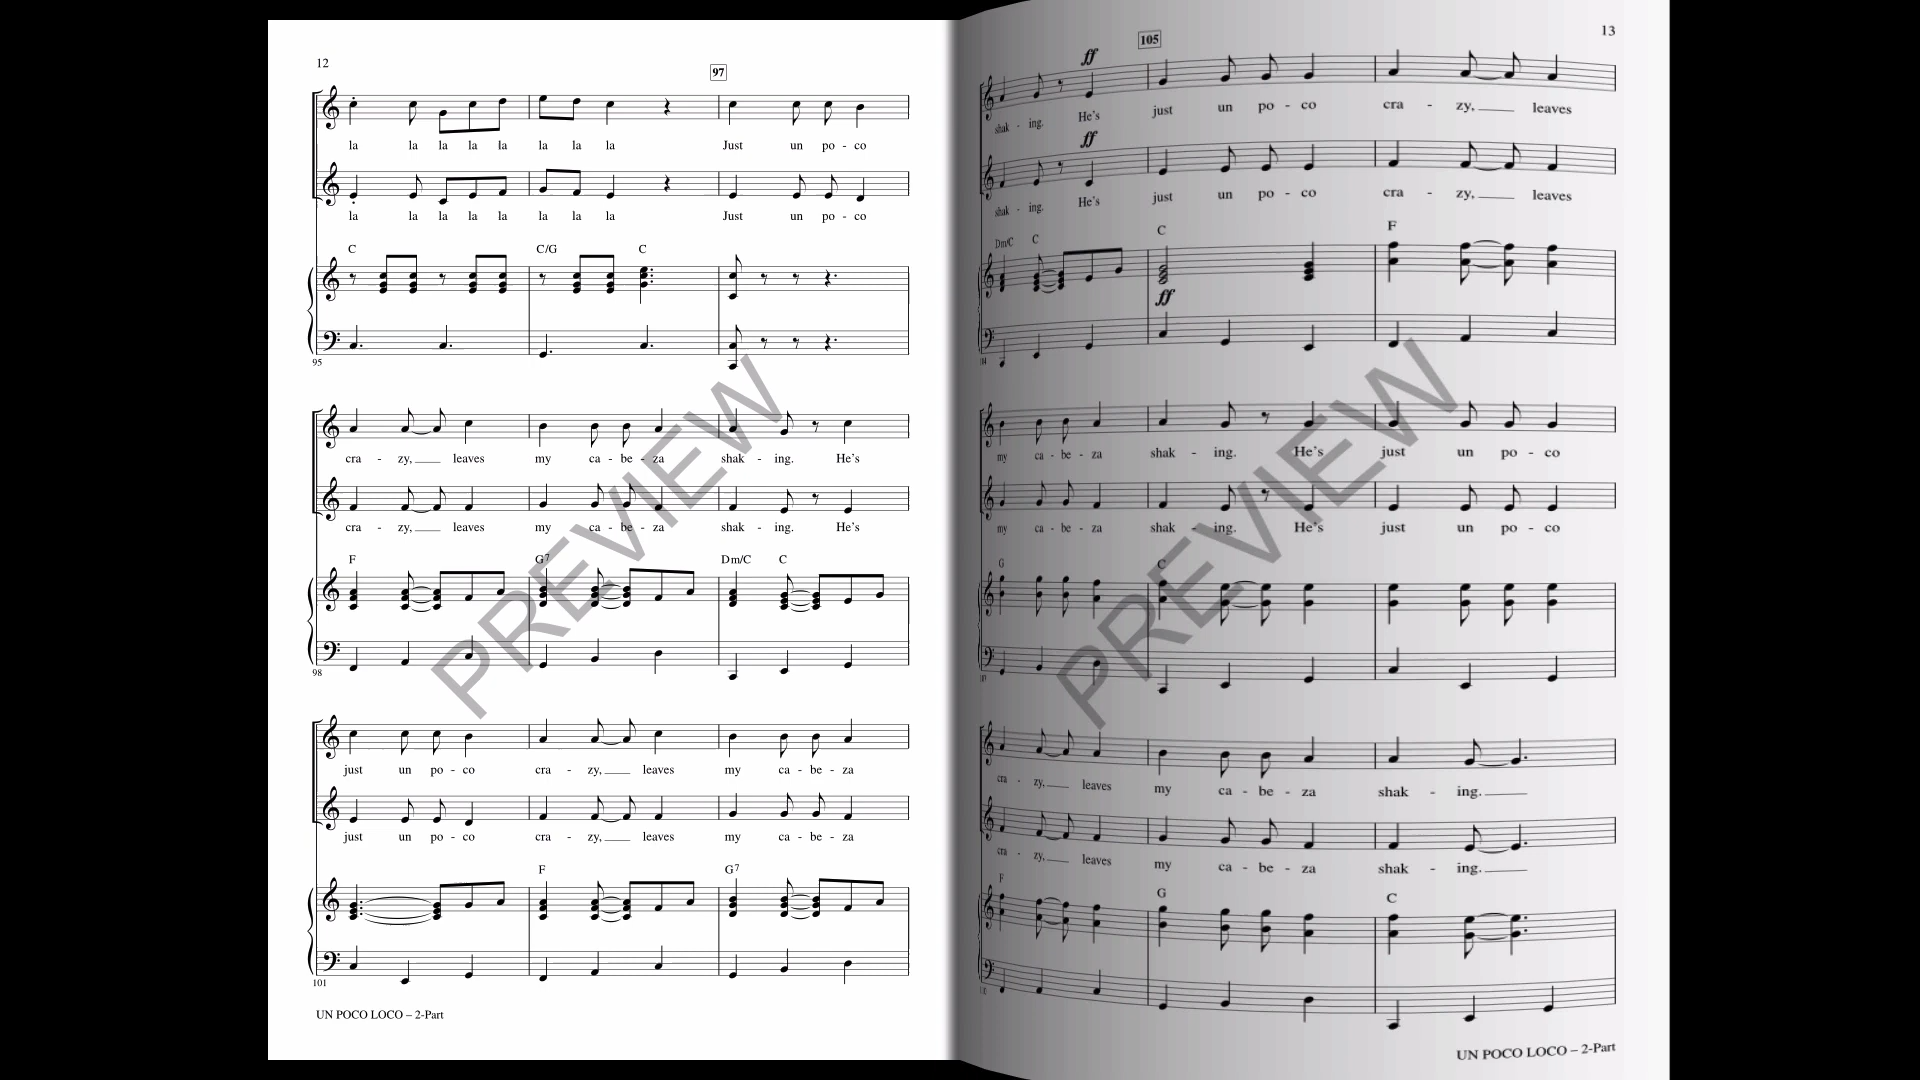 12
97
la la la la la la la la Just un po - co
la la la la la la la la Just un po - co
C C/G C
95
cra - zy, leaves my ca - be - za shak - ing. He's
cra - zy, leaves my ca - be - za shak - ing. He's
F G7 Dm/C C
98
just un po - co cra - zy, leaves my ca - be - za
just un po - co cra - zy, leaves my ca - be - za
F G7
101
UN POCO LOCO – 2-Part
PREVIEW
13
105
ff
shak - ing. He's just un po - co cra - zy, leaves
ff
shak - ing. He's just un po - co cra - zy, leaves
Dm/C C C F
ff
104
my ca - be - za shak - ing. He's just un po - co
my ca - be - za shak - ing. He's just un po - co
G C
107
cra - zy, leaves my ca - be - za shak - ing.
cra - zy, leaves my ca - be - za shak - ing.
F G C
110
UN POCO LOCO – 2-Part
PREVIEW